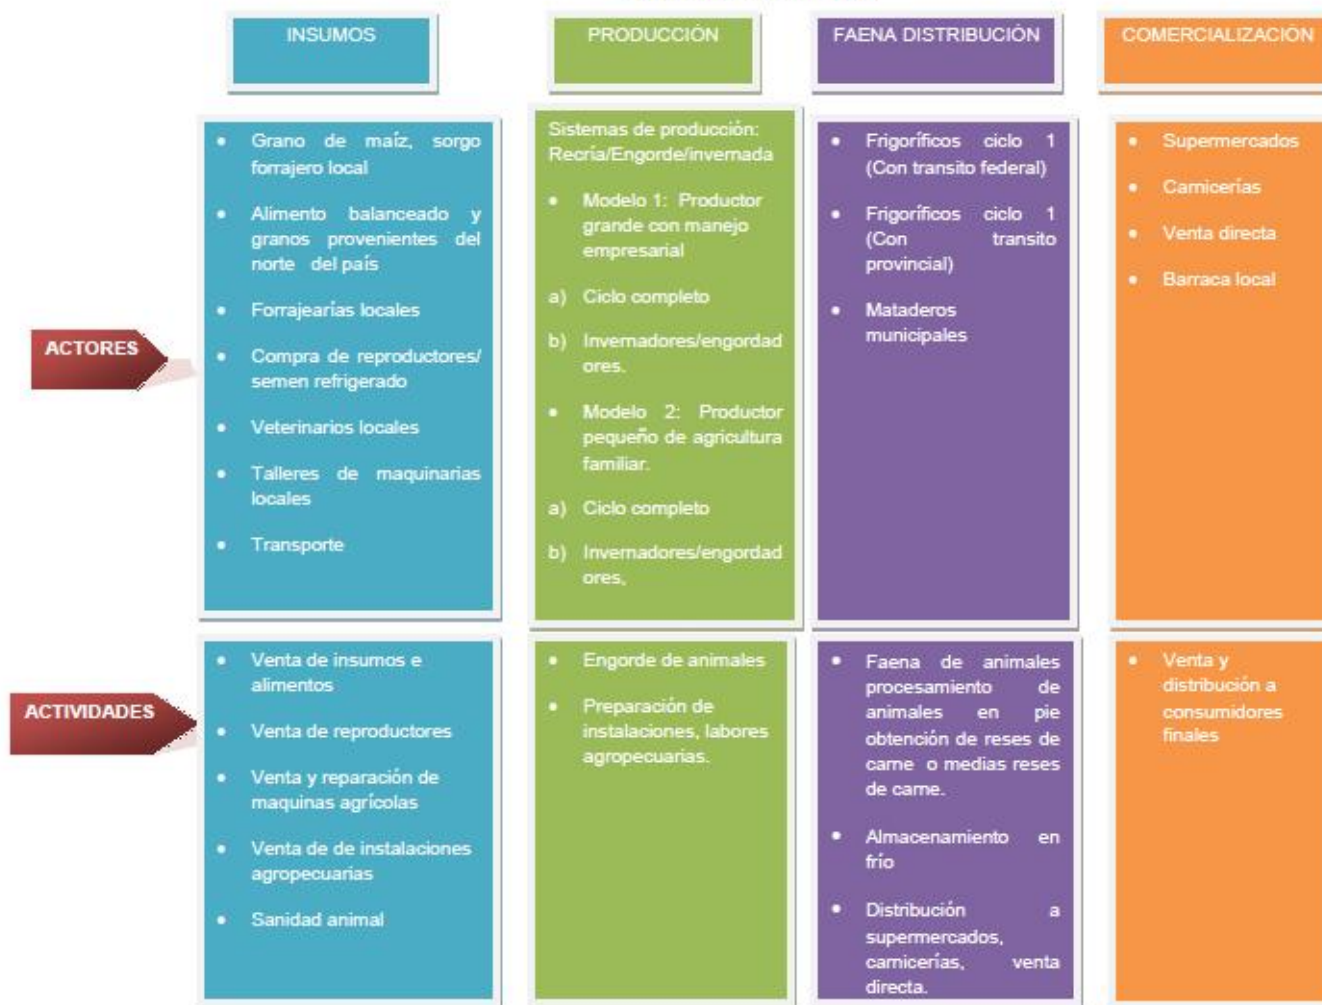 INSUMOS
PRODUCCIÓN
FAENA DISTRIBUCIÓN
COMERCIALIZACIÓN
ACTORES
• Grano de maíz, sorgo
forrajero local
• Alimento balanceado y
granos provenientes del
norte del país
• Forrajearías locales
• Compra de reproductores/
semen refrigerado
• Veterinarios locales
• Talleres de maquinarias
locales
• Transporte
Sistemas de producción:
Recría/Engorde/invernada
• Modelo 1: Productor
grande con manejo
empresarial
a) Ciclo completo
b) Invernadores/engordad
ores.
• Modelo 2: Productor
pequeño de agricultura
familiar.
a) Ciclo completo
b) Invernadores/engordad
ores,
• Frigoríficos ciclo 1
(Con transito federal)
• Frigoríficos ciclo 1
(Con transito
provincial)
• Mataderos
municipales
• Supermercados
• Carnicerías
• Venta directa
• Barraca local
ACTIVIDADES
• Venta de insumos e
alimentos
• Venta de reproductores
• Venta y reparación de
maquinas agrícolas
• Venta de de instalaciones
agropecuarias
• Sanidad animal
• Engorde de animales
• Preparación de
instalaciones, labores
agropecuarias.
• Faena de animales
procesamiento de
animales en pie
obtención de reses de
carne o medias reses
de carne.
• Almacenamiento en
frío
• Distribución a
supermercados,
carnicerías, venta
directa.
• Venta y
distribución a
consumidores
finales